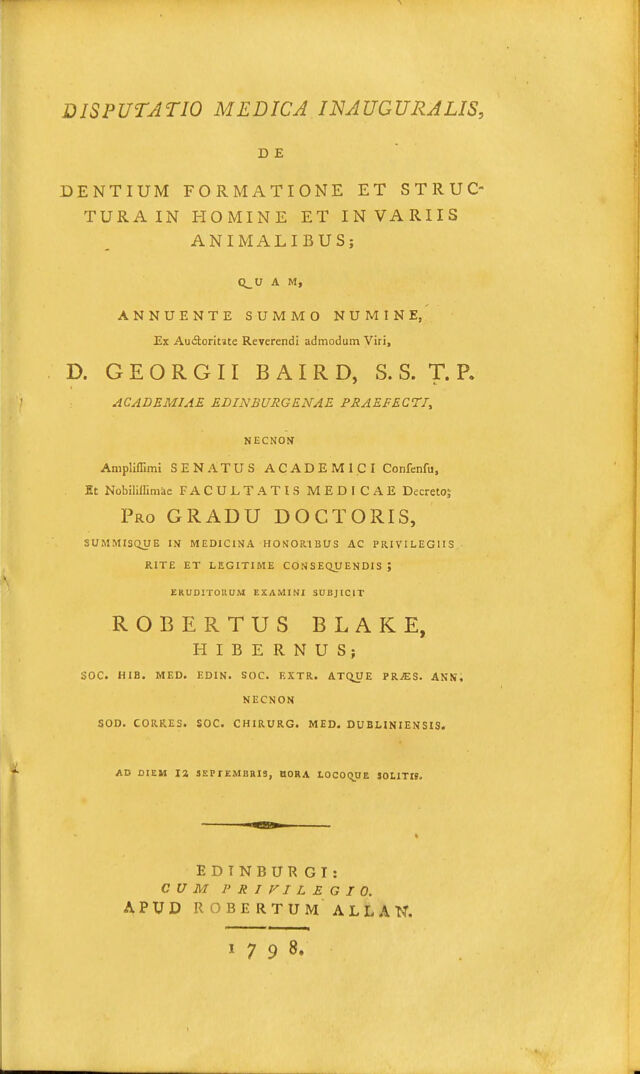 DISPUTATIO MEDICA INAUGURALIS,
DE
DENTIUM FORMATIONE ET STRUC-
TURA IN HOMINE ET IN VARIIS
ANIMALIBUS;
QUAM,
ANNUENTE SUMMO NUMINE,
Ex Auctoritate Reverendi admodum Viri,
D. GEORGII BAIRD, S. S. T. P.
ACADEMIAE EDINBURGENAE PRAEFECTI,
NECNON
Ampliſſimi SENATUS ACADEMICI Conſenſu,
Et Nobiliſſimae FACULTATIS MEDICAE Decreto;
PRO GRADU DOCTORIS,
SUMMISQUE IN MEDICINA HONORIBUS AC PRIVILEGIIS
RITE ET LEGITIME CONSEQUENDIS;
ERUDITORUM EXAMINI SUBJICIT
ROBERTUS BLAKE,
HIBERNUS;
SOC. HIB. MED. EDIN. SOC. EXTR. ATQUE PRÆS. ANN.
NECNON
SOD. CORRES. SOC. CHIRURG. MED. DUBLINIENSIS.
AD DIEM 12 SEPTEMBRIS, HORA LOCOQUE SOLITIS.
EDINBURGI:
CUM PRIVILEGIO.
APUD ROBERTUM ALLAN.
1798.